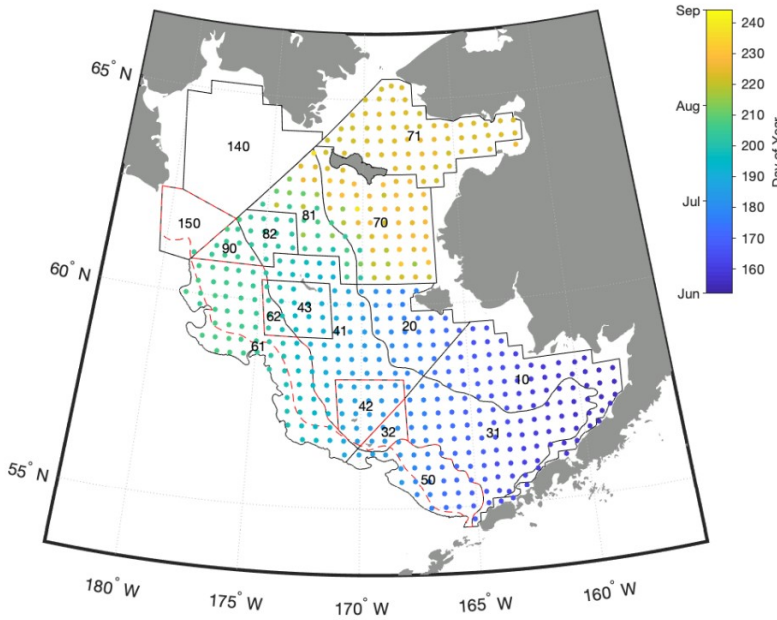 Sep
240
65° N
230
220
Aug
71
210
140
200
190
150
81
70
Jul
180
82
90
170
60° N
160
Jun
43
62
20
41
61
10
42
32
31
50
55° N
Day of Year
180° W
175° W
170° W
165° W
160° W